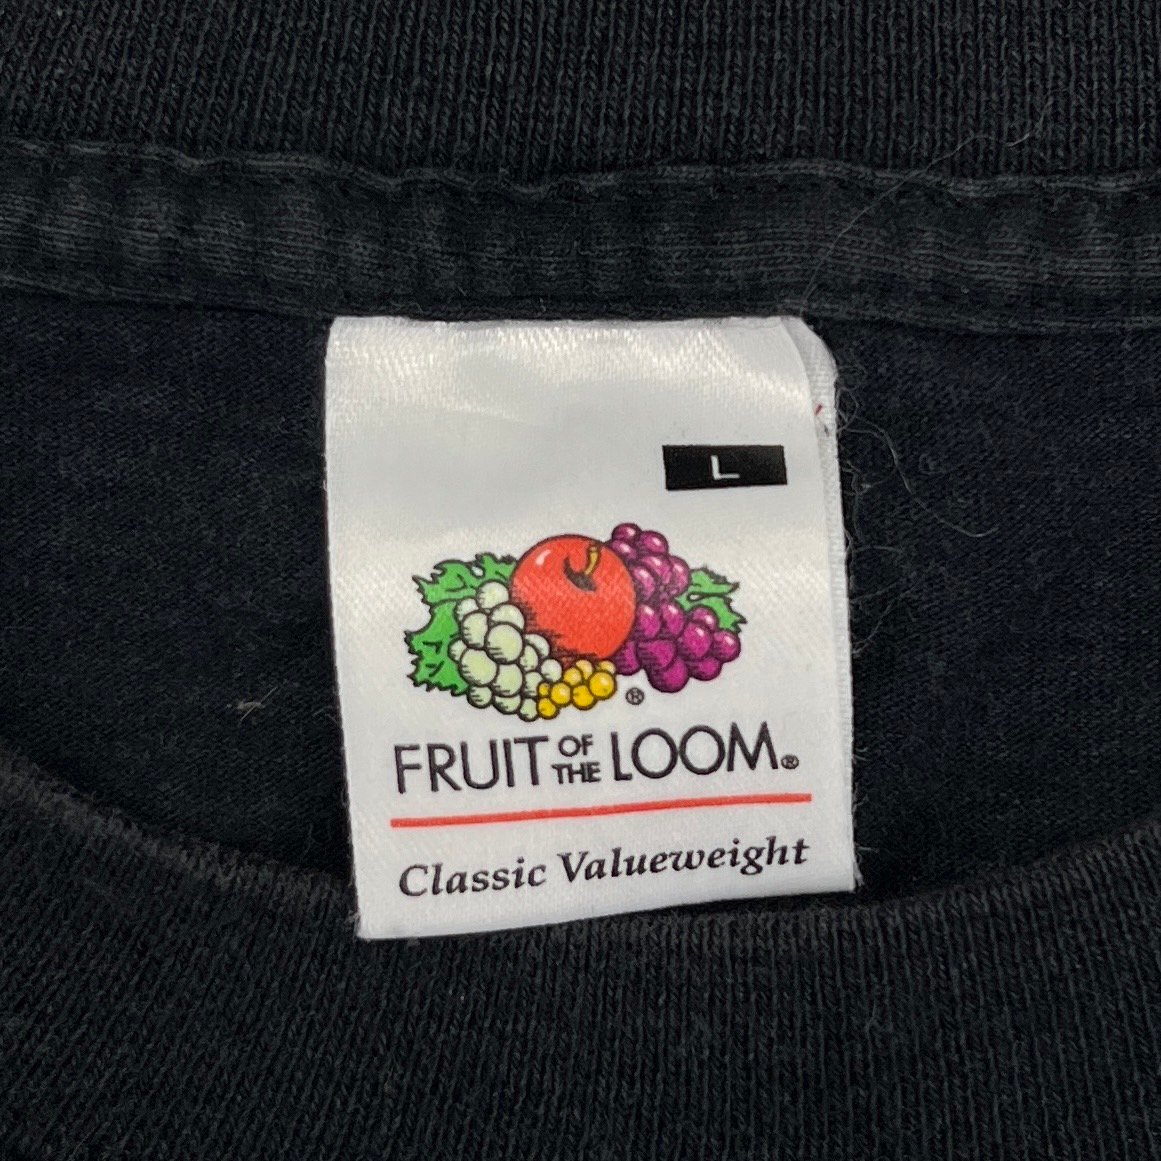 L
®
FRUIT OF THE LOOM®
Classic Valueweight